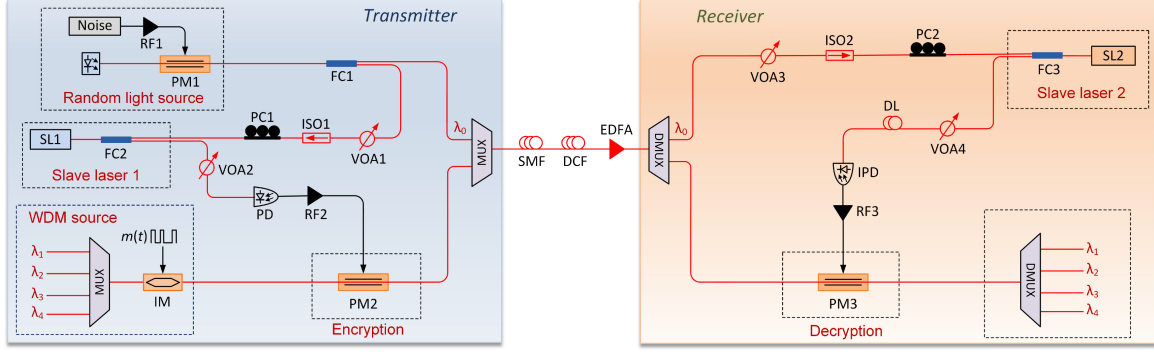 Transmitter
Receiver
Noise
RF1
PM1
Random light source
FC1
λ0
MUX
SL1
FC2
Slave laser 1
PC1
ISO1
VOA1
VOA2
PD
RF2
WDM source
λ1
λ2
λ3
λ4
MUX
m(t)
IM
PM2
Encryption
SMF
DCF
EDFA
DMUX
λ0
VOA3
ISO2
PC2
FC3
SL2
Slave laser 2
DL
VOA4
IPD
RF3
PM3
Decryption
DMUX
λ1
λ2
λ3
λ4